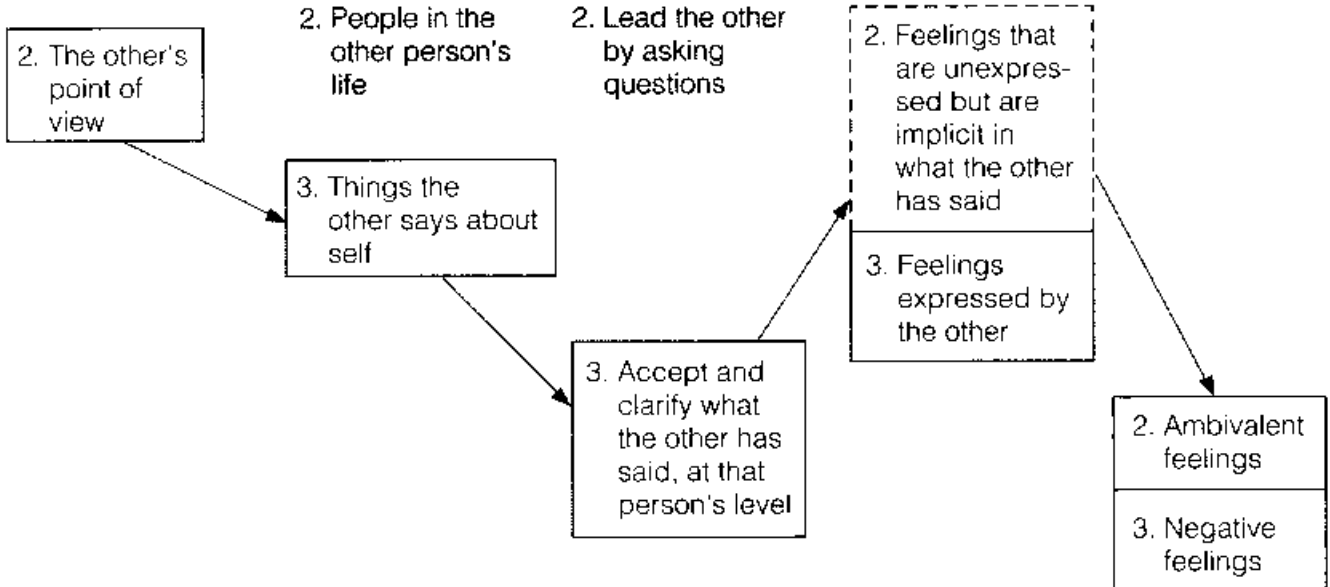 2. The other's
point of
view
2. People in the
other person's
life
2. Lead the other
by asking
questions
2. Feelings that
are unexpres-
sed but are
implicit in
what the other
has said
3. Things the
other says about
self
3. Feelings
expressed by
the other
3. Accept and
clarify what
the other has
said, at that
person's level
2. Ambivalent
feelings
3. Negative
feelings